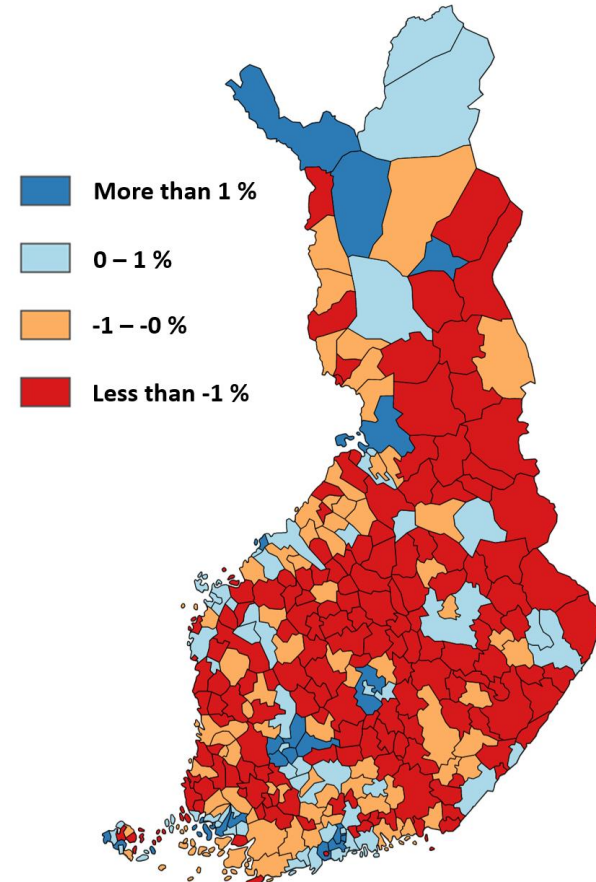 More than 1 %
0 – 1 %
-1 – -0 %
Less than -1 %